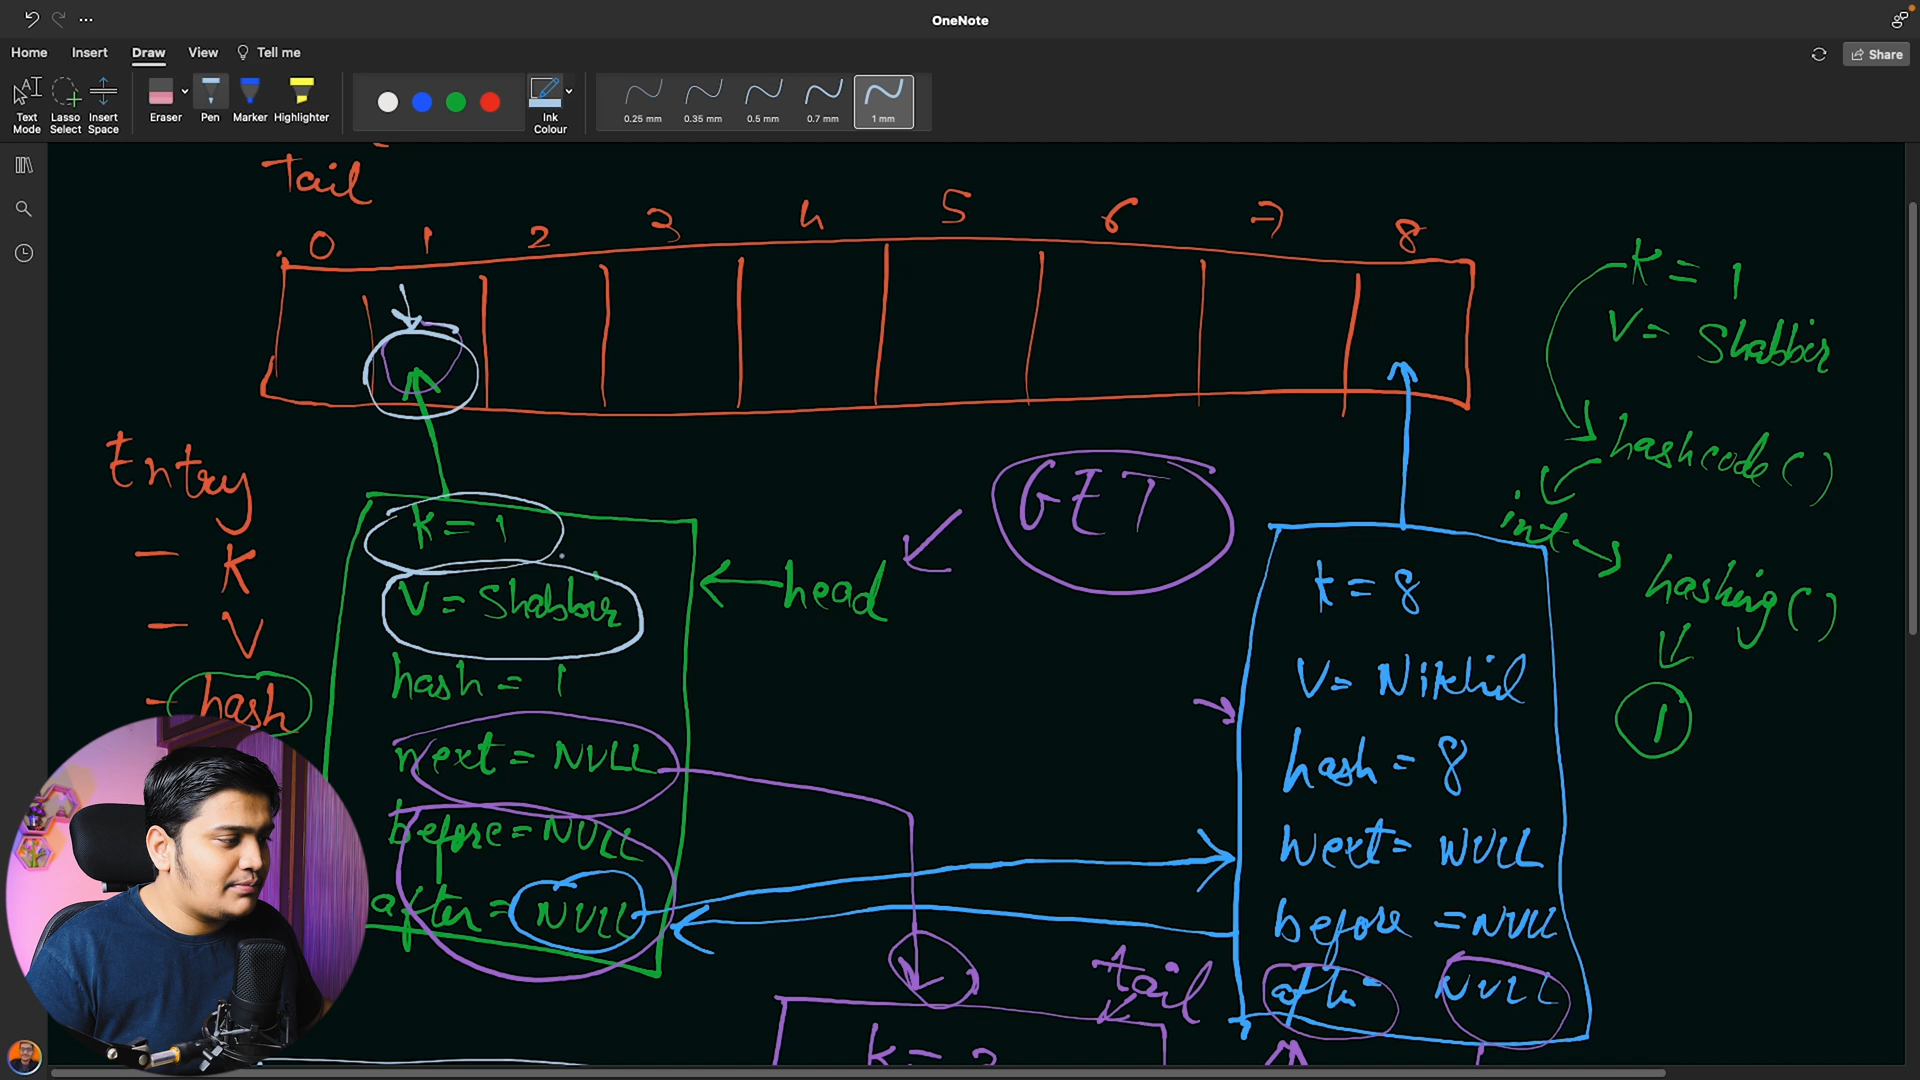 OneNote
Home Insert Draw View Tell me
Share
Text Mode
Lasso Select
Insert Space
Eraser
Pen
Marker
Highlighter
Ink Colour
0.25 mm
0.35 mm
0.5 mm
0.7 mm
1 mm
Tail
0 1 2 3 4 5 6 7 8
K = 1
V = Shabbir
hashcode()
int
hashing()
1
Entry
- K
- V
- hash
GET
K = 1
V = Shabbir
hash = 1
next = NULL
before = NULL
after = NULL
head
K = 8
V = Nikhil
hash = 8
Next = NULL
before = NULL
after NULL
tail
K =